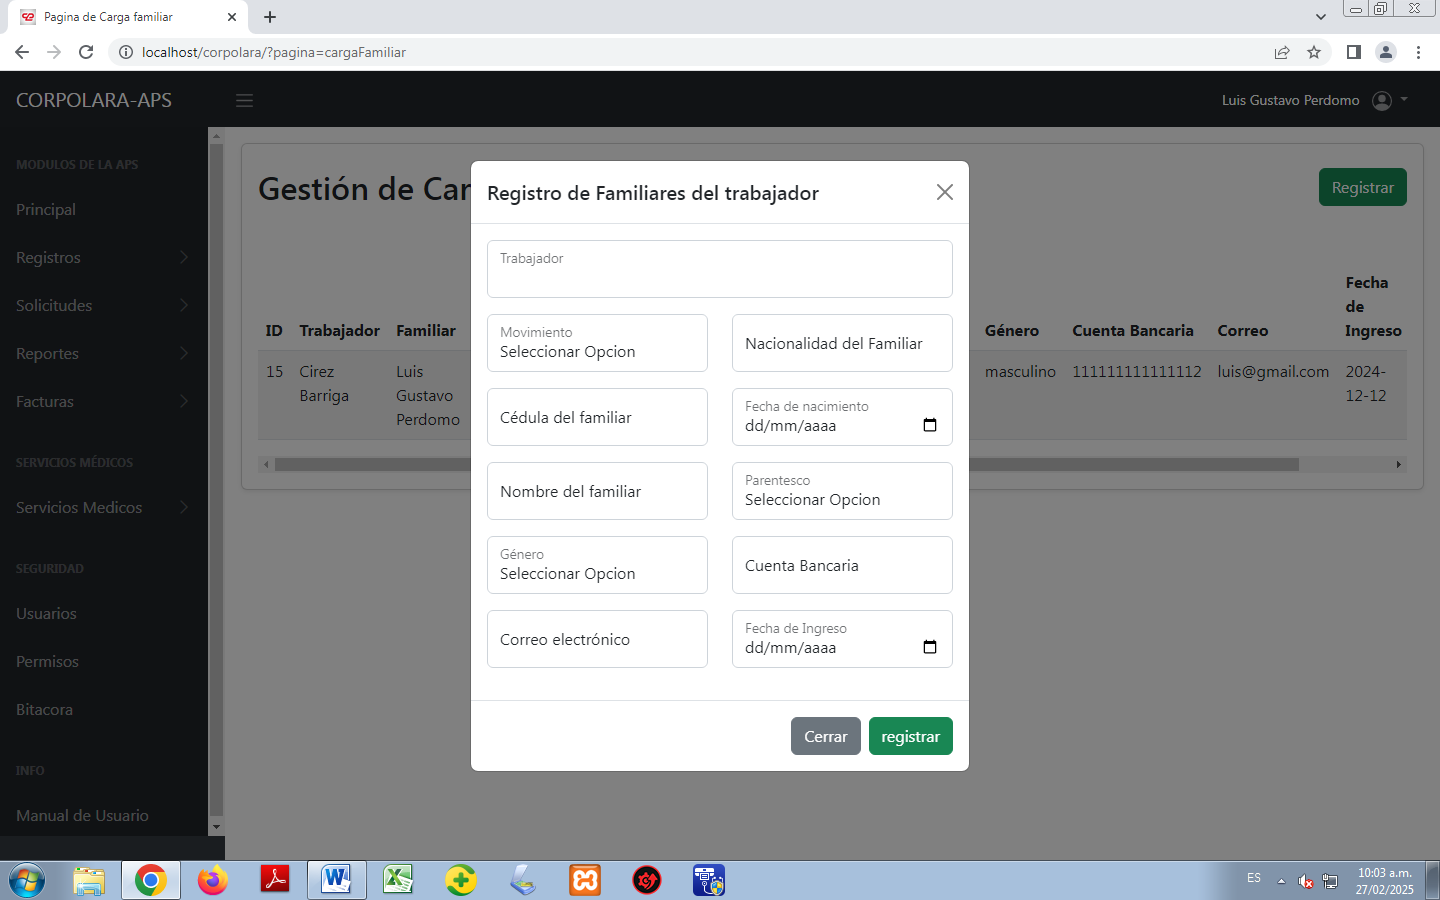 Pagina de Carga familiar
localhost/corpolara/?pagina=cargaFamiliar
CORPOLARA-APS
Luis Gustavo Perdomo
MODULOS DE LA APS
Principal
Registros
Solicitudes
Reportes
Facturas
SERVICIOS MÉDICOS
Servicios Medicos
SEGURIDAD
Usuarios
Permisos
Bitacora
INFO
Manual de Usuario
Gestión de Car
Registrar
ID Trabajador Familiar Género Cuenta Bancaria Correo Fecha de Ingreso
15 Cirez Barriga Luis Gustavo Perdomo masculino 111111111111112 luis@gmail.com 2024-12-12
Registro de Familiares del trabajador
Trabajador
Movimiento
Seleccionar Opcion
Nacionalidad del Familiar
Cédula del familiar
Fecha de nacimiento
dd/mm/aaaa
Nombre del familiar
Parentesco
Seleccionar Opcion
Género
Seleccionar Opcion
Cuenta Bancaria
Correo electrónico
Fecha de Ingreso
dd/mm/aaaa
Cerrar
registrar
ES
10:03 a.m.
27/02/2025